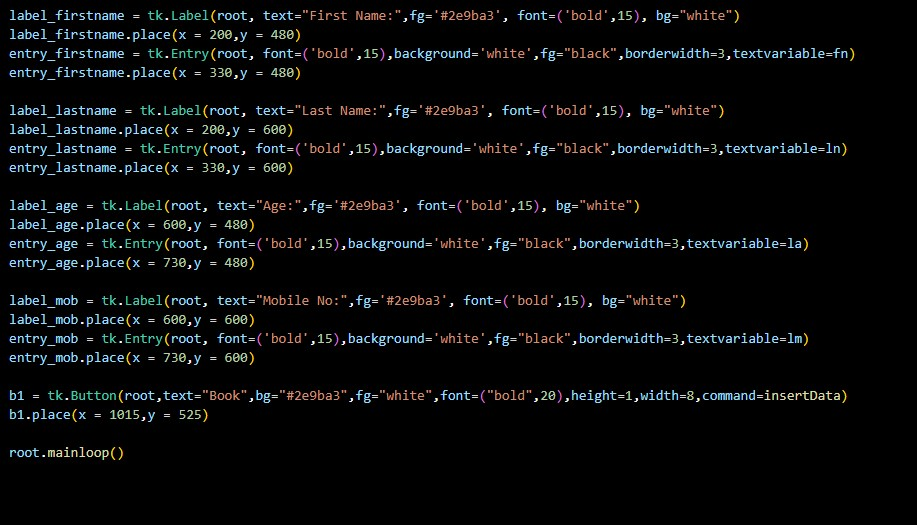 label_firstname = tk.Label(root, text="First Name:",fg='#2e9ba3', font=('bold',15), bg="white")
label_firstname.place(x = 200,y = 480)
entry_firstname = tk.Entry(root, font=('bold',15),background='white',fg="black",borderwidth=3,textvariable=fn)
entry_firstname.place(x = 330,y = 480)
label_lastname = tk.Label(root, text="Last Name:",fg='#2e9ba3', font=('bold',15), bg="white")
label_lastname.place(x = 200,y = 600)
entry_lastname = tk.Entry(root, font=('bold',15),background='white',fg="black",borderwidth=3,textvariable=ln)
entry_lastname.place(x = 330,y = 600)
label_age = tk.Label(root, text="Age:",fg='#2e9ba3', font=('bold',15), bg="white")
label_age.place(x = 600,y = 480)
entry_age = tk.Entry(root, font=('bold',15),background='white',fg="black",borderwidth=3,textvariable=la)
entry_age.place(x = 730,y = 480)
label_mob = tk.Label(root, text="Mobile No:",fg='#2e9ba3', font=('bold',15), bg="white")
label_mob.place(x = 600,y = 600)
entry_mob = tk.Entry(root, font=('bold',15),background='white',fg="black",borderwidth=3,textvariable=lm)
entry_mob.place(x = 730,y = 600)
b1 = tk.Button(root,text="Book",bg="#2e9ba3",fg="white",font=("bold",20),height=1,width=8,command=insertData)
b1.place(x = 1015,y = 525)
root.mainloop()